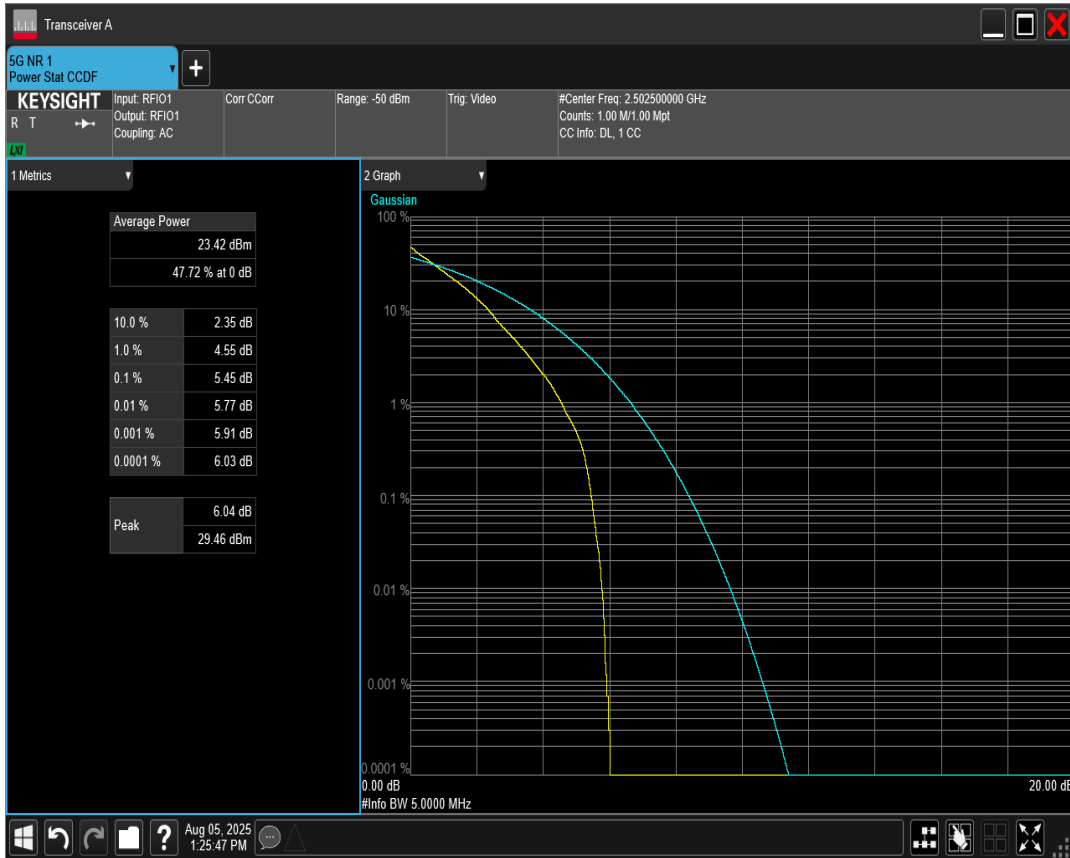 Transceiver A
5G NR 1
Power Stat CCDF
KEYSIGHT
R T
LXI
Input: RFIO1
Output: RFIO1
Coupling: AC
Corr CCorr
Range: -50 dBm
Trig: Video
#Center Freq: 2.502500000 GHz
Counts: 1.00 M/1.00 Mpt
CC Info: DL, 1 CC
1 Metrics
Average Power
23.42 dBm
47.72 % at 0 dB
10.0 % 2.35 dB
1.0 % 4.55 dB
0.1 % 5.45 dB
0.01 % 5.77 dB
0.001 % 5.91 dB
0.0001 % 6.03 dB
Peak 6.04 dB
29.46 dBm
2 Graph
Gaussian
100 %
10 %
1 %
0.1 %
0.01 %
0.001 %
0.0001 %
0.00 dB 20.00 dB
#Info BW 5.0000 MHz
Aug 05, 2025
1:25:47 PM